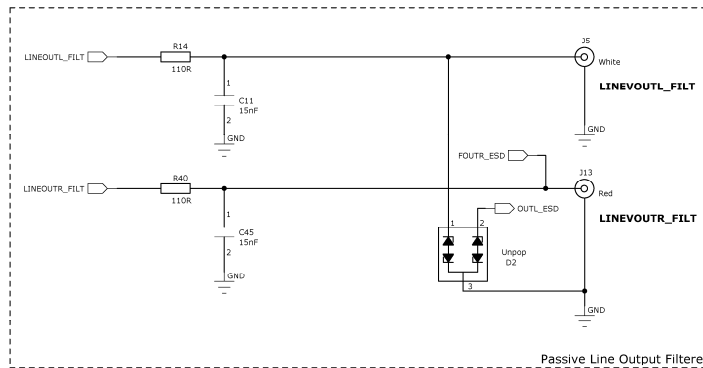 J5
R14
LINEOUTL_FILT
110R
White
LINEVOUTL_FILT
1
C11
15nF
2
GND
GND
FOUTR_ESD
J13
R40
LINEOUTR_FILT
110R
Red
OUTL_ESD
LINEVOUTR_FILT
1
C45
15nF
2
1 2
Unpop
D2
GND
3
GND
Passive Line Output Filtere